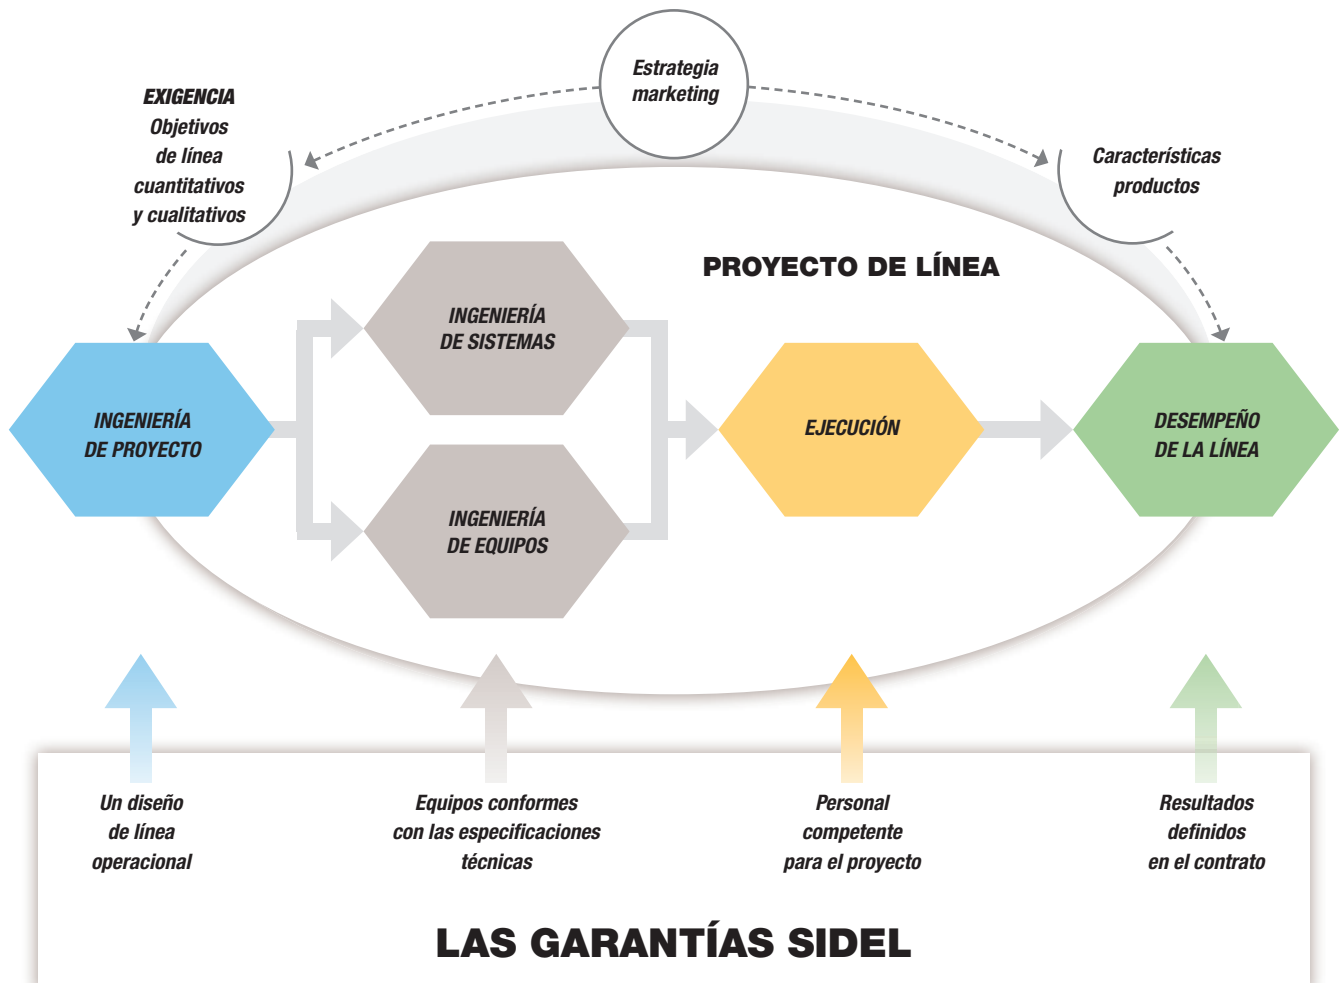 Estrategia
marketing
EXIGENCIA
Objetivos
de línea
cuantitativos
y cualitativos
Características
productos
PROYECTO DE LÍNEA
INGENIERÍA
DE SISTEMAS
INGENIERÍA
DE PROYECTO
EJECUCIÓN
DESEMPEÑO
DE LA LÍNEA
INGENIERÍA
DE EQUIPOS
Un diseño
de línea
operacional
Equipos conformes
con las especificaciones
técnicas
Personal
competente
para el proyecto
Resultados
definidos
en el contrato
LAS GARANTÍAS SIDEL